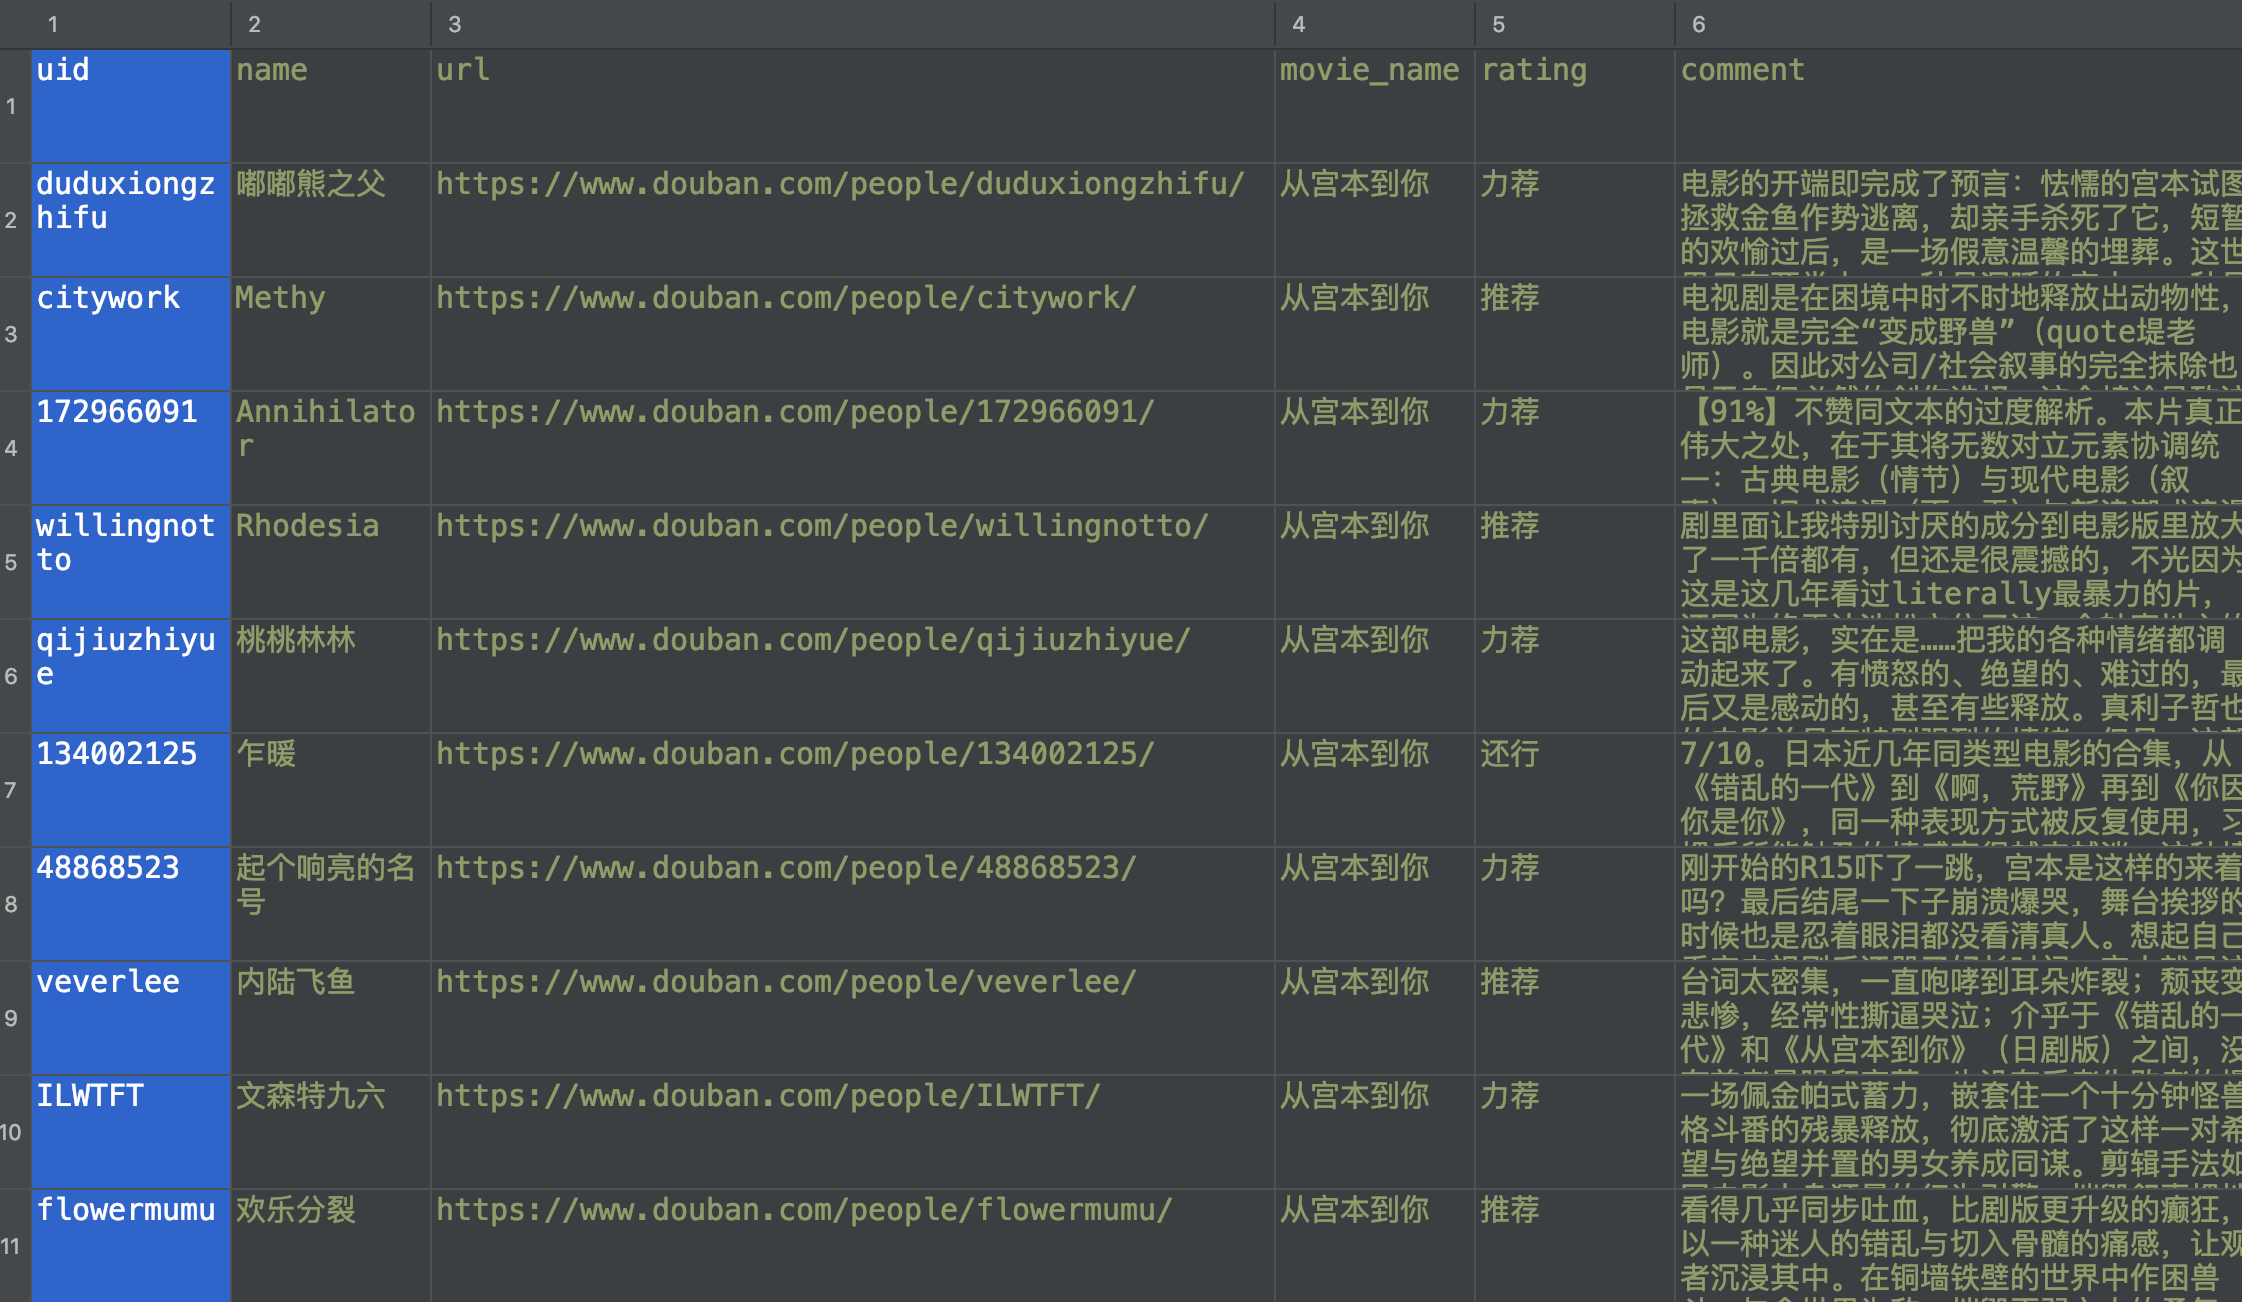 1 2 3 4 5 6
1 uid name url movie_name rating comment
2 duduxiongz 嘟嘟熊之父 https://www.douban.com/people/duduxiongzhifu/ 从宫本到你 力荐 电影的开端即完成了预言：怯懦的宫本试图
hifu 拯救金鱼作势逃离，却亲手杀死了它，短暂
的欢愉过后，是一场假意温馨的埋葬。这世
3 citywork Methy https://www.douban.com/people/citywork/ 从宫本到你 推荐 电视剧是在困境中时不时地释放出动物性，
电影就是完全“变成野兽”（quote堤老
师）。因此对公司/社会叙事的完全抹除也
4 172966091 Annihilato https://www.douban.com/people/172966091/ 从宫本到你 力荐 【91%】不赞同文本的过度解析。本片真正
r 伟大之处，在于其将无数对立元素协调统
一：古典电影（情节）与现代电影（叙
5 willingnot Rhodesia https://www.douban.com/people/willingnotto/ 从宫本到你 推荐 剧里面让我特别讨厌的成分到电影版里放大
to 了一千倍都有，但还是很震撼的，不光因为
这是这几年看过literally最暴力的片，
6 qijiuzhiyu 桃桃林林 https://www.douban.com/people/qijiuzhiyue/ 从宫本到你 力荐 这部电影，实在是……把我的各种情绪都调
e 动起来了。有愤怒的、绝望的、难过的，最
后又是感动的，甚至有些释放。真利子哲也
7 134002125 乍暖 https://www.douban.com/people/134002125/ 从宫本到你 还行 7/10。日本近几年同类型电影的合集，从
《错乱的一代》到《啊，荒野》再到《你因
你是你》，同一种表现方式被反复使用，习
8 48868523 起个响亮的名 https://www.douban.com/people/48868523/ 从宫本到你 力荐 刚开始的R15吓了一跳，宫本是这样的来着
号 吗？最后结尾一下子崩溃爆哭，舞台挨拶的
时候也是忍着眼泪都没看清真人。想起自己
9 veverlee 内陆飞鱼 https://www.douban.com/people/veverlee/ 从宫本到你 推荐 台词太密集，一直咆哮到耳朵炸裂；颓丧变
悲惨，经常性撕逼哭泣；介乎于《错乱的一
代》和《从宫本到你》（日剧版）之间，没
10 ILWTFT 文森特九六 https://www.douban.com/people/ILWTFT/ 从宫本到你 力荐 一场佩金帕式蓄力，嵌套住一个十分钟怪兽
格斗番的残暴释放，彻底激活了这样一对希
望与绝望并置的男女养成同谋。剪辑手法如
11 flowermumu 欢乐分裂 https://www.douban.com/people/flowermumu/ 从宫本到你 推荐 看得几乎同步吐血，比剧版更升级的癫狂，
以一种迷人的错乱与切入骨髓的痛感，让观
者沉浸其中。在铜墙铁壁的世界中作困兽